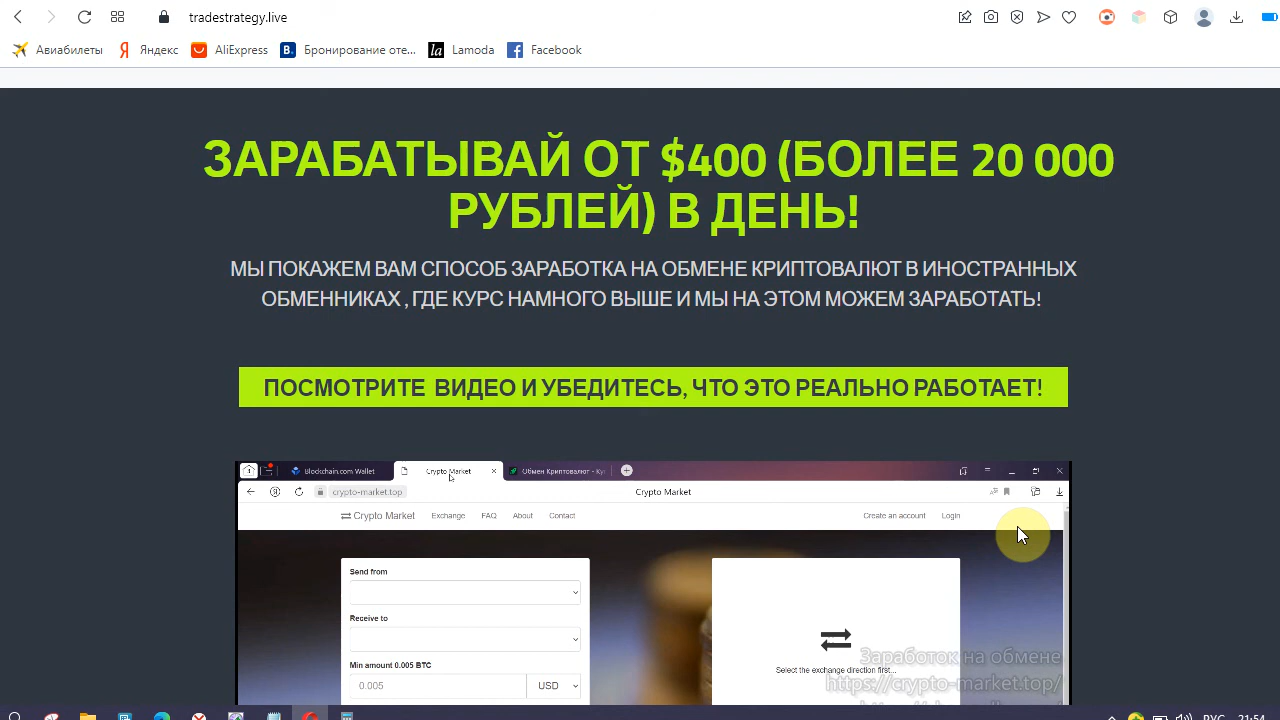 tradestrategy.live
Авиабилеты Яндекс AliExpress Бронирование оте... Lamoda Facebook
ЗАРАБАТЫВАЙ ОТ $400 (БОЛЕЕ 20 000
РУБЛЕЙ) В ДЕНЬ!
МЫ ПОКАЖЕМ ВАМ СПОСОБ ЗАРАБОТКА НА ОБМЕНЕ КРИПТОВАЛЮТ В ИНОСТРАННЫХ
ОБМЕННИКАХ , ГДЕ КУРС НАМНОГО ВЫШЕ И МЫ НА ЭТОМ МОЖЕМ ЗАРАБОТАТЬ!
ПОСМОТРИТЕ ВИДЕО И УБЕДИТЕСЬ, ЧТО ЭТО РЕАЛЬНО РАБОТАЕТ!
Blockchain.com Wallet Crypto Market Обмен Криптовалют - Ку
crypto-market.top Crypto Market
Crypto Market Exchange FAQ About Contact Create an account Login
Send from
Receive to
Min amount 0.005 BTC
0.005 USD
Select the exchange direction first...
Заработок на обмене
https://crypto-market.top/
РУС 21:54